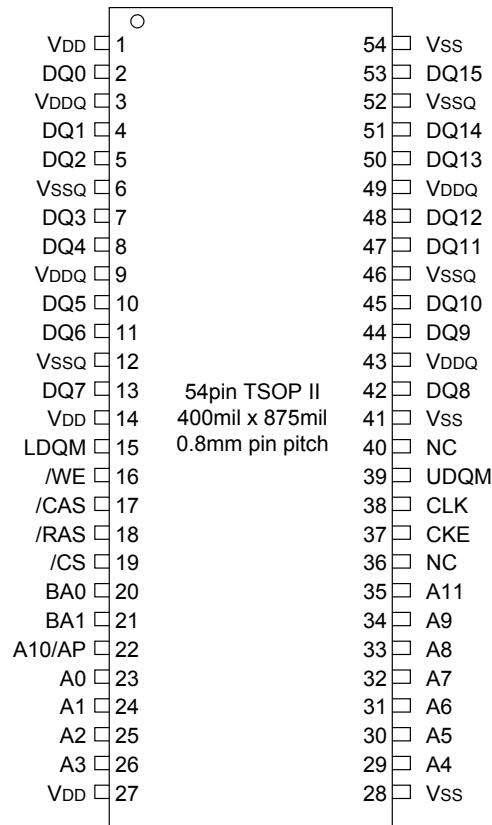 VDD 1 54 VSS
DQ0 2 53 DQ15
VDDQ 3 52 VSSQ
DQ1 4 51 DQ14
DQ2 5 50 DQ13
VSSQ 6 49 VDDQ
DQ3 7 48 DQ12
DQ4 8 47 DQ11
VDDQ 9 46 VSSQ
DQ5 10 45 DQ10
DQ6 11 44 DQ9
VSSQ 12 43 VDDQ
DQ7 13 54pin TSOP II 42 DQ8
VDD 14 400mil x 875mil 41 VSS
LDQM 15 0.8mm pin pitch 40 NC
/WE 16 39 UDQM
/CAS 17 38 CLK
/RAS 18 37 CKE
/CS 19 36 NC
BA0 20 35 A11
BA1 21 34 A9
A10/AP 22 33 A8
A0 23 32 A7
A1 24 31 A6
A2 25 30 A5
A3 26 29 A4
VDD 27 28 VSS